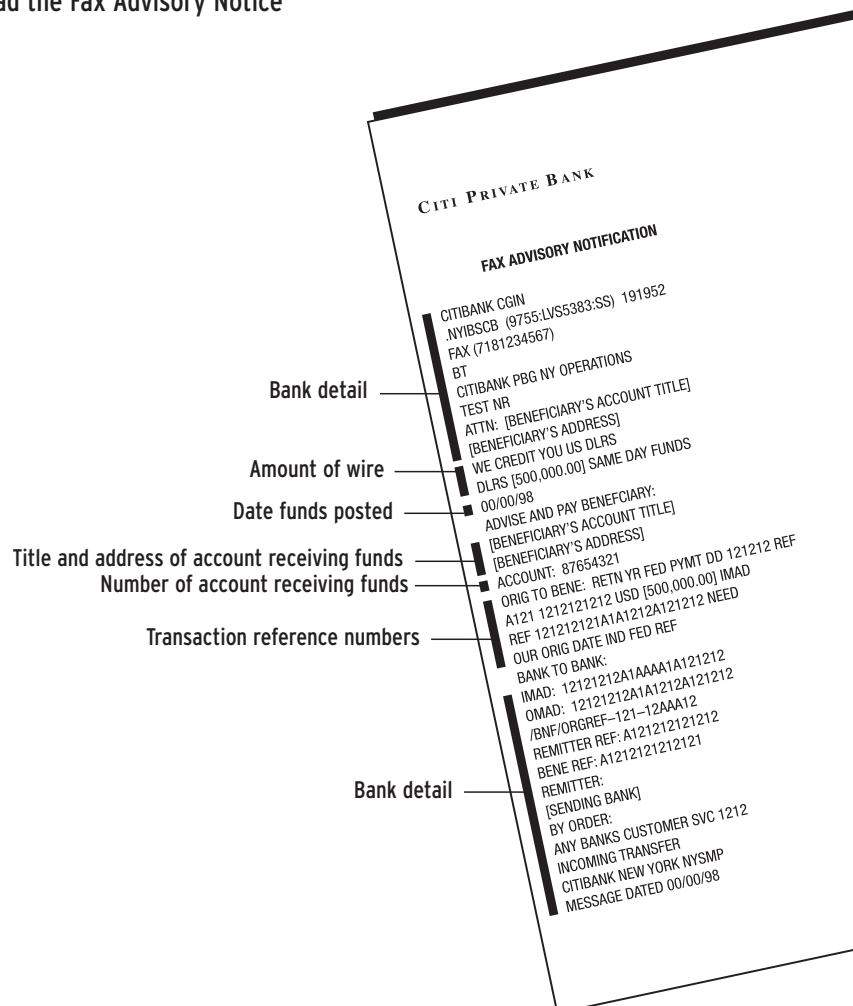 ad the Fax Advisory Notice
CITI PRIVATE BANK
FAX ADVISORY NOTIFICATION
CITIBANK CGIN
.NYIBSCB (9755:LVS5383:SS) 191952
FAX (7181234567)
BT
CITIBANK PBG NY OPERATIONS
TEST NR
ATTN: [BENEFICIARY'S ACCOUNT TITLE]
[BENEFICIARY'S ADDRESS]
WE CREDIT YOU US DLRS
DLRS [500,000.00] SAME DAY FUNDS
00/00/98
ADVISE AND PAY BENEFCIARY:
[BENEFICIARY'S ACCOUNT TITLE]
[BENEFICIARY'S ADDRESS]
ACCOUNT: 87654321
ORIG TO BENE: RETN YR FED PYMT DD 121212 REF
A121 1212121212 USD [500,000.00] IMAD
REF 121212121A1A1212A121212 NEED
OUR ORIG DATE IND FED REF
BANK TO BANK:
IMAD: 12121212A1AAAA1A121212
OMAD: 12121212A1A1212A121212
/BNF/ORGREF–121–12AAA12
REMITTER REF: A121212121212
BENE REF: A1212121212121
REMITTER:
[SENDING BANK]
BY ORDER:
ANY BANKS CUSTOMER SVC 1212
INCOMING TRANSFER
CITIBANK NEW YORK NYSMP
MESSAGE DATED 00/00/98
Bank detail
Amount of wire
Date funds posted
Title and address of account receiving funds
Number of account receiving funds
Transaction reference numbers
Bank detail